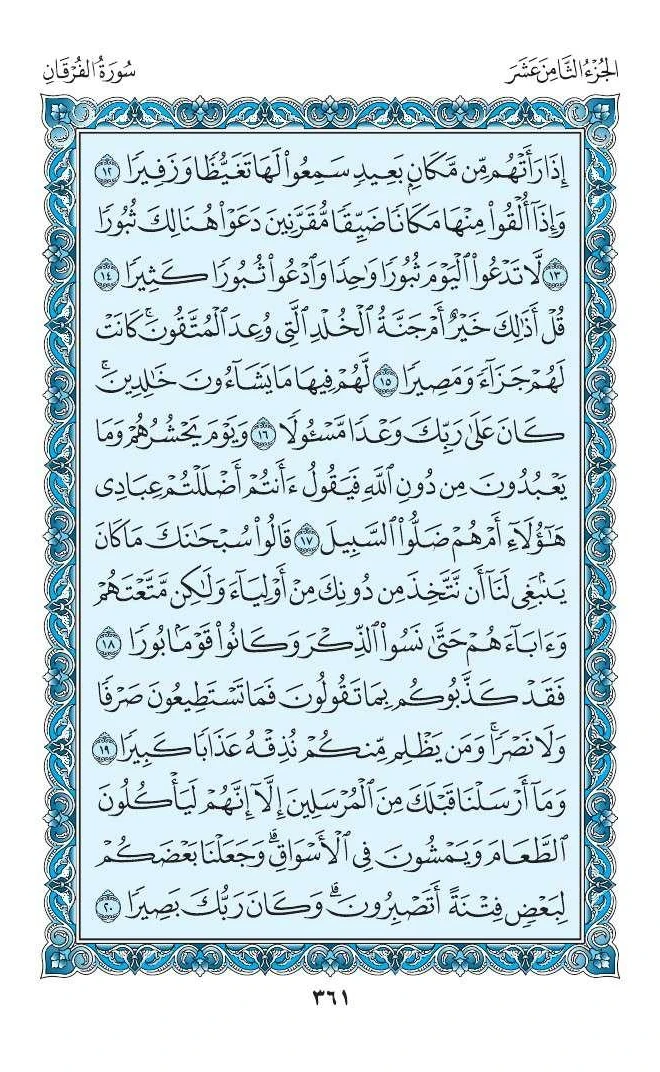 الجُزْءُ الثَّامِنَ عَشَرَ
سُورَةُ الفُرْقَانِ
إِذَا رَأَتْهُم مِّن مَّكَانِۭ بَعِيدٖ سَمِعُواْ لَهَا تَغَيُّظٗا وَزَفِيرٗا ١٢
وَإِذَآ أُلۡقُواْ مِنۡهَا مَكَانٗا ضَيِّقٗا مُّقَرَّنِينَ دَعَوۡاْ هُنَالِكَ ثُبُورٗا
١٣ لَّا تَدۡعُواْ ٱلۡيَوۡمَ ثُبُورٗا وَٰحِدٗا وَٱدۡعُواْ ثُبُورٗا كَثِيرٗا ١٤
قُلۡ أَذَٰلِكَ خَيۡرٌ أَمۡ جَنَّةُ ٱلۡخُلۡدِ ٱلَّتِي وُعِدَ ٱلۡمُتَّقُونَۚ كَانَتۡ
لَهُمۡ جَزَآءٗ وَمَصِيرٗا ١٥ لَّهُمۡ فِيهَا مَا يَشَآءُونَ خَٰلِدِينَۚ
كَانَ عَلَىٰ رَبِّكَ وَعۡدٗا مَّسۡـُٔولٗا ١٦ وَيَوۡمَ يَحۡشُرُهُمۡ وَمَا
يَعۡبُدُونَ مِن دُونِ ٱللَّهِ فَيَقُولُ ءَأَنتُمۡ أَضۡلَلۡتُمۡ عِبَادِي
هَٰٓؤُلَآءِ أَمۡ هُمۡ ضَلُّواْ ٱلسَّبِيلَ ١٧ قَالُواْ سُبۡحَٰنَكَ مَا كَانَ
يَنۢبَغِي لَنَآ أَن نَّتَّخِذَ مِن دُونِكَ مِنۡ أَوۡلِيَآءَ وَلَٰكِن مَّتَّعۡتَهُمۡ
وَءَابَآءَهُمۡ حَتَّىٰ نَسُواْ ٱلذِّكۡرَ وَكَانُواْ قَوۡمَۢا بُورٗا ١٨
فَقَدۡ كَذَّبُوكُم بِمَا تَقُولُونَ فَمَا تَسۡتَطِيعُونَ صَرۡفٗا
وَلَا نَصۡرٗاۚ وَمَن يَظۡلِم مِّنكُمۡ نُذِقۡهُ عَذَابٗا كَبِيرٗا ١٩
وَمَآ أَرۡسَلۡنَا قَبۡلَكَ مِنَ ٱلۡمُرۡسَلِينَ إِلَّآ إِنَّهُمۡ لَيَأۡكُلُونَ
ٱلطَّعَامَ وَيَمۡشُونَ فِي ٱلۡأَسۡوَاقِۗ وَجَعَلۡنَا بَعۡضَكُمۡ
لِبَعۡضٖ فِتۡنَةً أَتَصۡبِرُونَۗ وَكَانَ رَبُّكَ بَصِيرٗا ٢٠
٣٦١